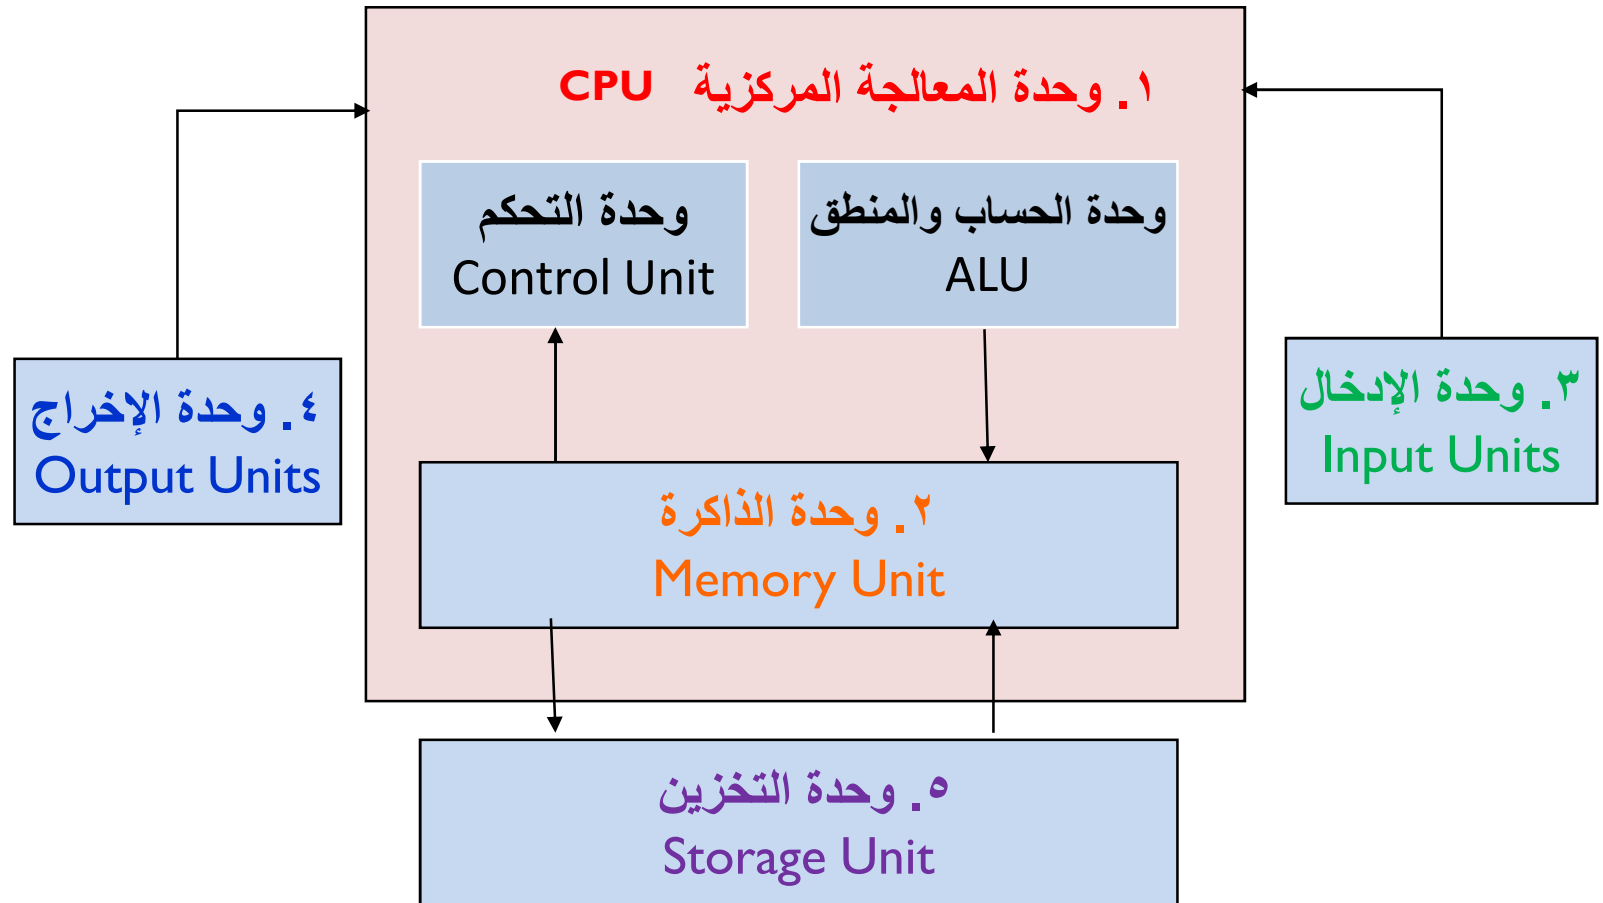 ١. وحدة المعالجة المركزية CPU
وحدة الحساب والمنطق
ALU
وحدة التحكم
Control Unit
٣. وحدة الإدخال
Input Units
٤. وحدة الإخراج
Output Units
٢. وحدة الذاكرة
Memory Unit
٥. وحدة التخزين
Storage Unit